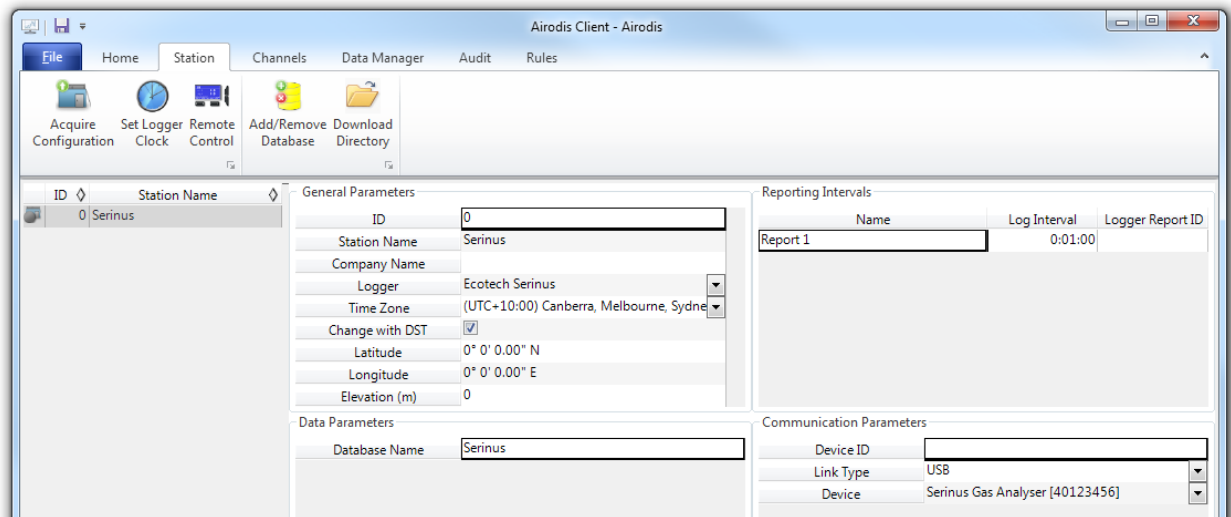 Airodis Client - Airodis
File Home Station Channels Data Manager Audit Rules
Acquire Configuration
Set Logger Clock
Remote Control
Add/Remove Database
Download Directory
ID Station Name
0 Serinus
General Parameters
ID 0
Station Name Serinus
Company Name
Logger Ecotech Serinus
Time Zone (UTC+10:00) Canberra, Melbourne, Sydne
Change with DST
Latitude 0° 0' 0.00" N
Longitude 0° 0' 0.00" E
Elevation (m) 0
Reporting Intervals
Name Log Interval Logger Report ID
Report 1 0:01:00
Data Parameters
Database Name Serinus
Communication Parameters
Device ID
Link Type USB
Device Serinus Gas Analyser [40123456]